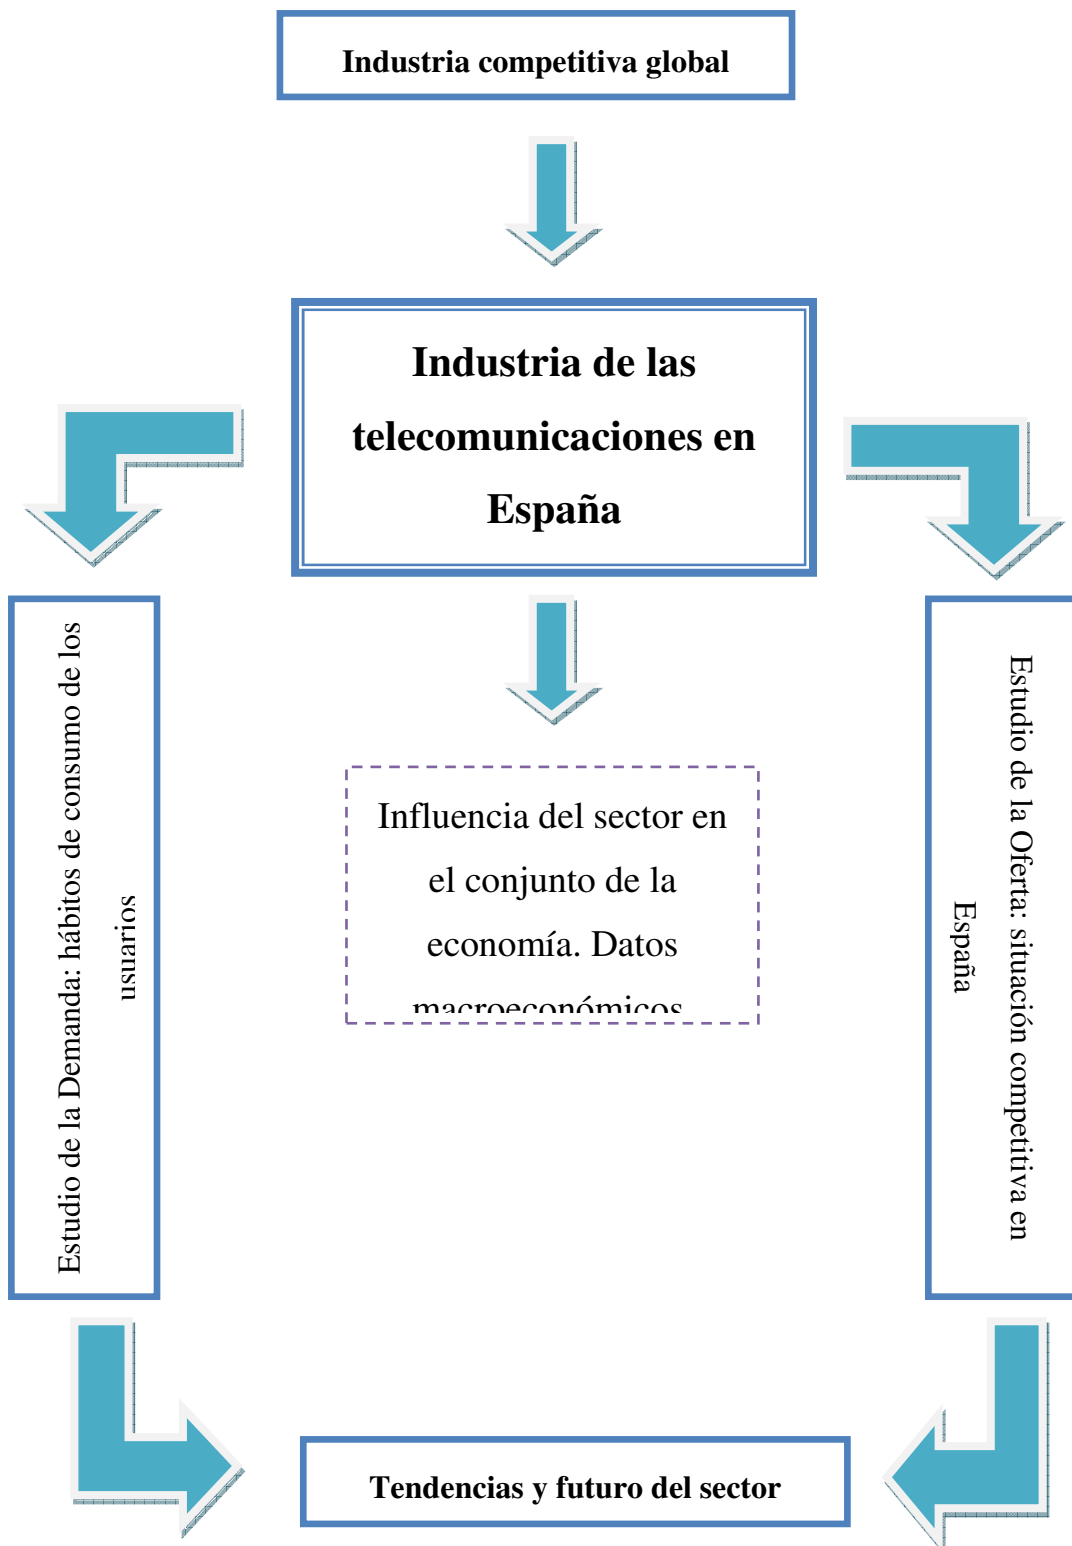 Industria competitiva global
Industria de las
telecomunicaciones en
España
Estudio de la Demanda: hábitos de consumo de los
usuarios
Influencia del sector en
el conjunto de la
economía. Datos
macroeconómicos
Estudio de la Oferta: situación competitiva en
España
Tendencias y futuro del sector